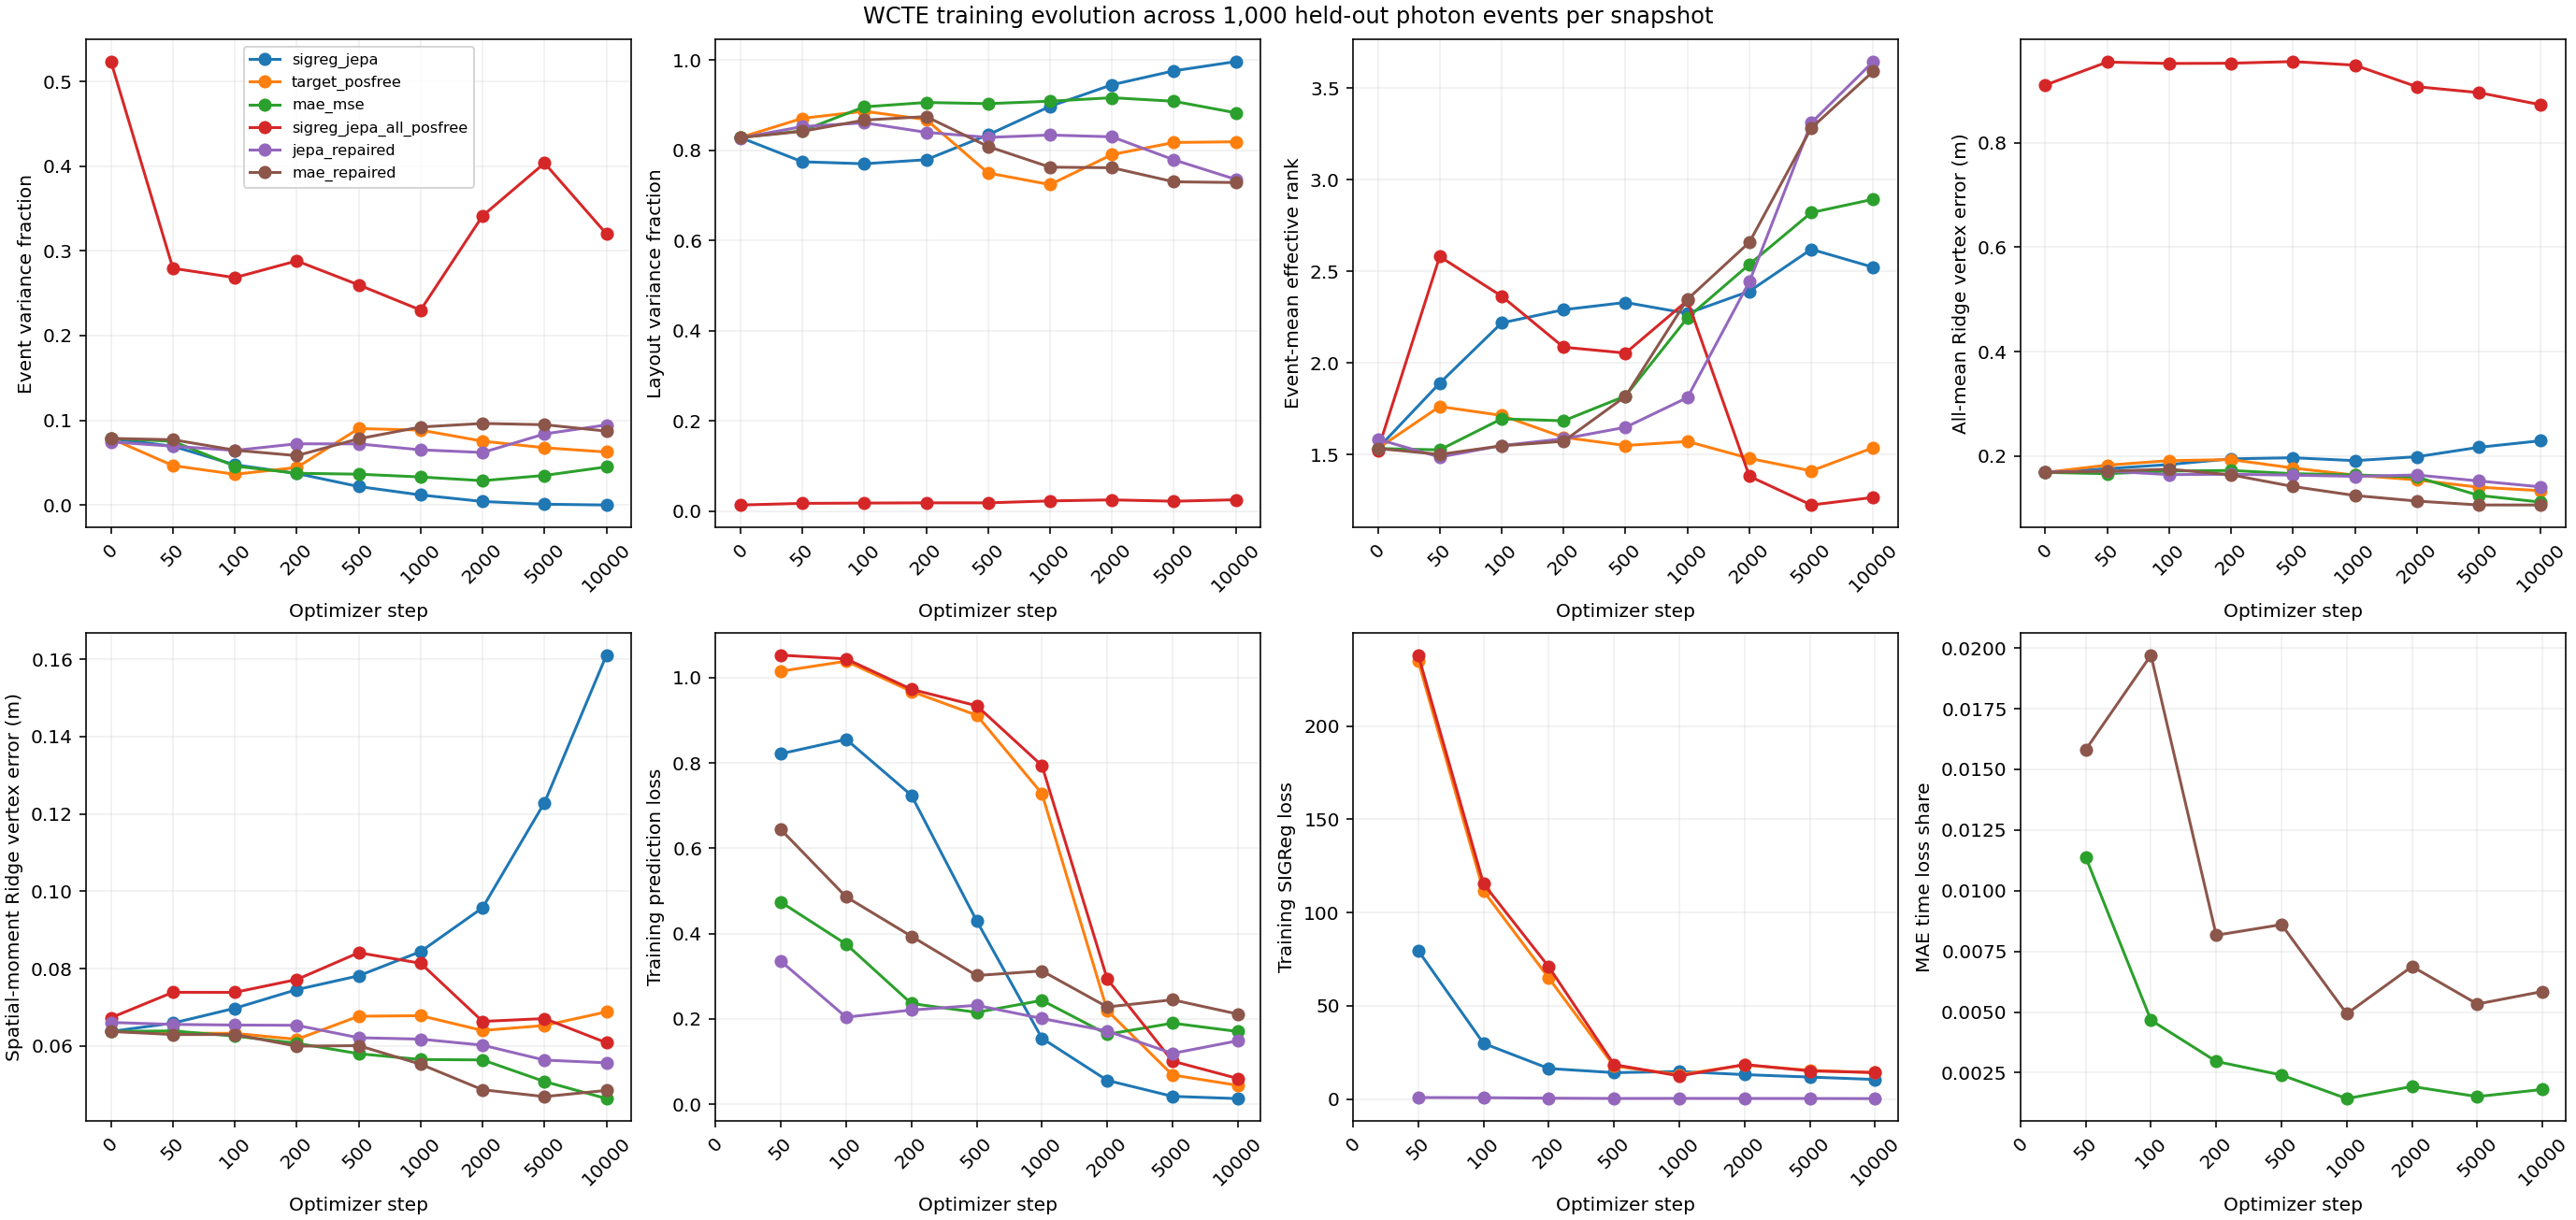 WCTE training evolution across 1,000 held-out photon events per snapshot
Event variance fraction
0.5
0.4
0.3
0.2
0.1
0.0
sigreg_jepa
target_posfree
mae_mse
sigreg_jepa_all_posfree
jepa_repaired
mae_repaired
0 50 100 200 500 1000 2000 5000 10000
Optimizer step
Layout variance fraction
1.0
0.8
0.6
0.4
0.2
0.0
0 50 100 200 500 1000 2000 5000 10000
Optimizer step
Event-mean effective rank
3.5
3.0
2.5
2.0
1.5
0 50 100 200 500 1000 2000 5000 10000
Optimizer step
All-mean Ridge vertex error (m)
0.8
0.6
0.4
0.2
0 50 100 200 500 1000 2000 5000 10000
Optimizer step
Spatial-moment Ridge vertex error (m)
0.16
0.14
0.12
0.10
0.08
0.06
0 50 100 200 500 1000 2000 5000 10000
Optimizer step
Training prediction loss
1.0
0.8
0.6
0.4
0.2
0.0
0 50 100 200 500 1000 2000 5000 10000
Optimizer step
Training SIGReg loss
200
150
100
50
0
0 50 100 200 500 1000 2000 5000 10000
Optimizer step
MAE time loss share
0.0200
0.0175
0.0150
0.0125
0.0100
0.0075
0.0050
0.0025
0 50 100 200 500 1000 2000 5000 10000
Optimizer step